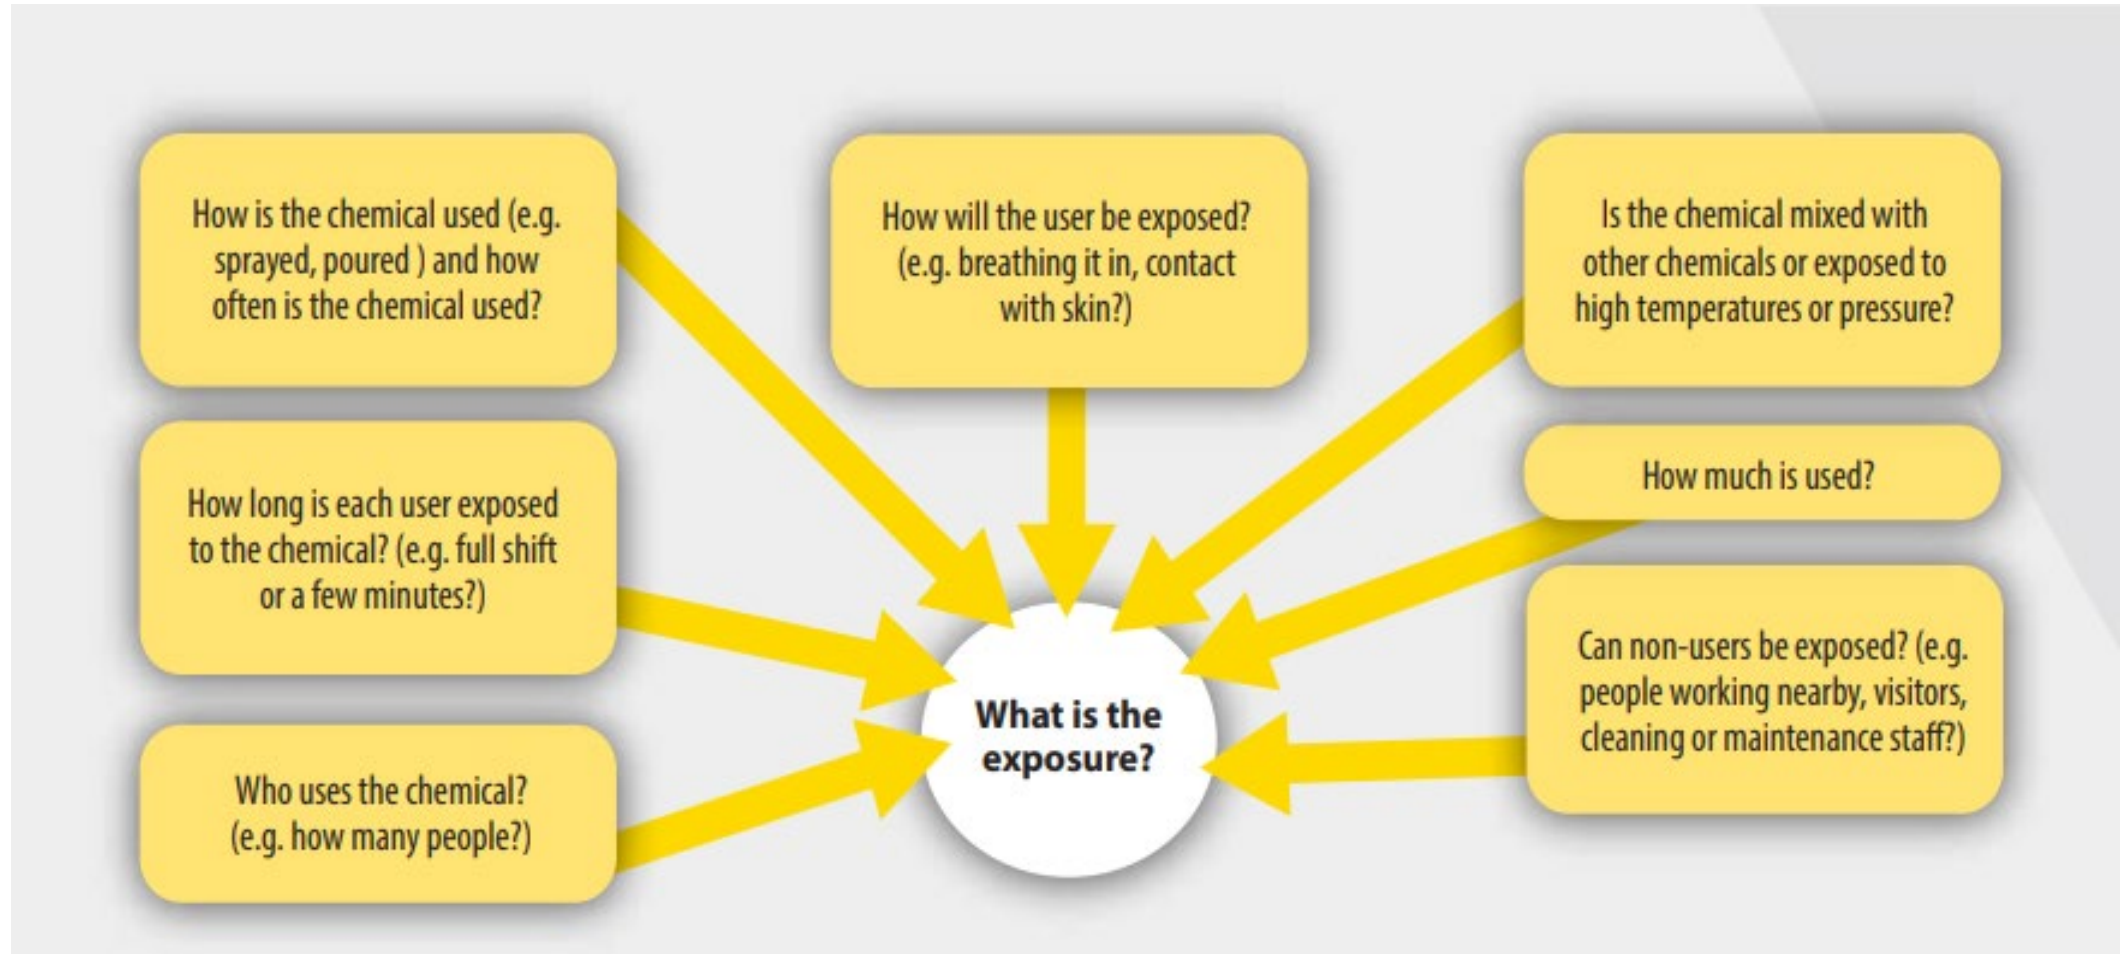 How is the chemical used (e.g.
sprayed, poured ) and how
often is the chemical used?
How will the user be exposed?
(e.g. breathing it in, contact
with skin?)
Is the chemical mixed with
other chemicals or exposed to
high temperatures or pressure?
How long is each user exposed
to the chemical? (e.g. full shift
or a few minutes?)
How much is used?
Who uses the chemical?
(e.g. how many people?)
What is the
exposure?
Can non-users be exposed? (e.g.
people working nearby, visitors,
cleaning or maintenance staff?)